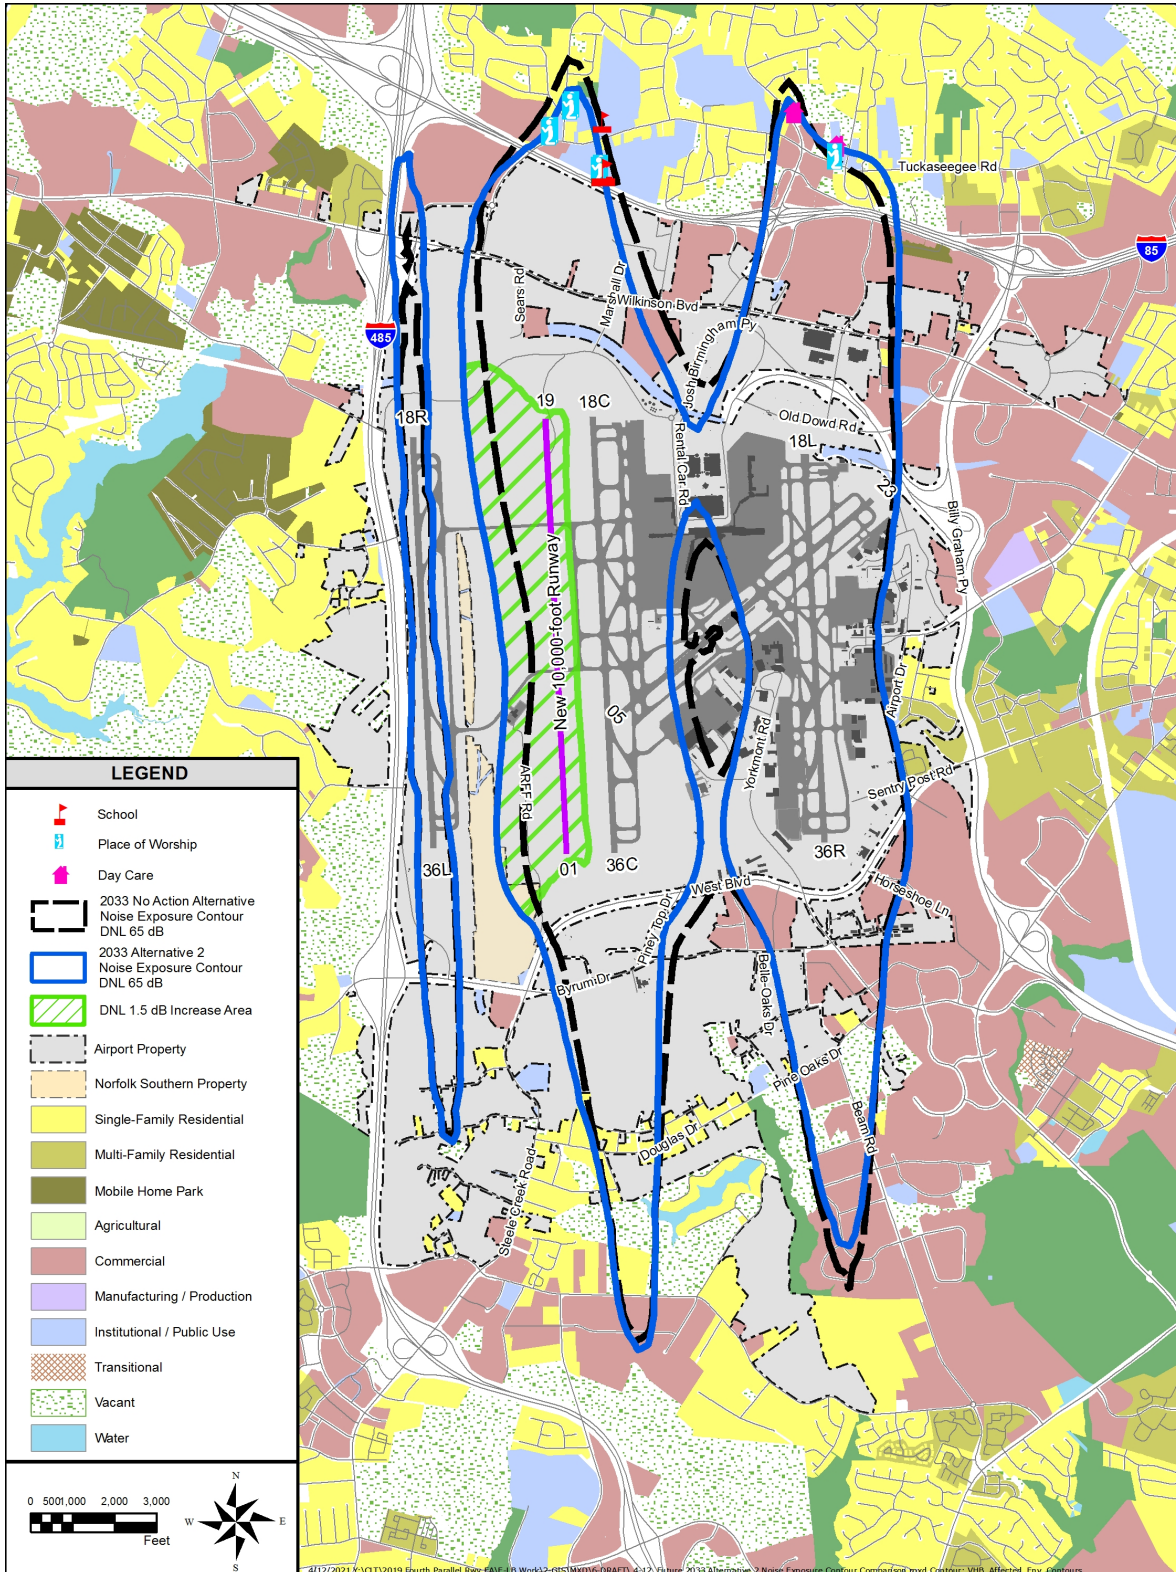 Tuckaseegee Rd
85
Sears Rd
Marshall Dr
Wilkinson Blvd
Josh Birmingham Py
485
18R
19
18C
Old Dowd Rd
18L
Rental Car Rd
23
Billy Graham Py
New 10,000-foot Runway
05
Airport Dr
Yorkmont Rd
ARFF Rd
Sentry Post Rd
36L
01
36C
36R
West Blvd
Horseshoe Ln
Piney Top Dr
Byrum Dr
Belle-Oaks Dr
Pine Oaks Dr
Beam Rd
Douglas Dr
Steele Creek Road
LEGEND
School
Place of Worship
Day Care
2033 No Action Alternative
Noise Exposure Contour
DNL 65 dB
2033 Alternative 2
Noise Exposure Contour
DNL 65 dB
DNL 1.5 dB Increase Area
Airport Property
Norfolk Southern Property
Single-Family Residential
Multi-Family Residential
Mobile Home Park
Agricultural
Commercial
Manufacturing / Production
Institutional / Public Use
Transitional
Vacant
Water
0 500 1,000 2,000 3,000
Feet
N
W E
S